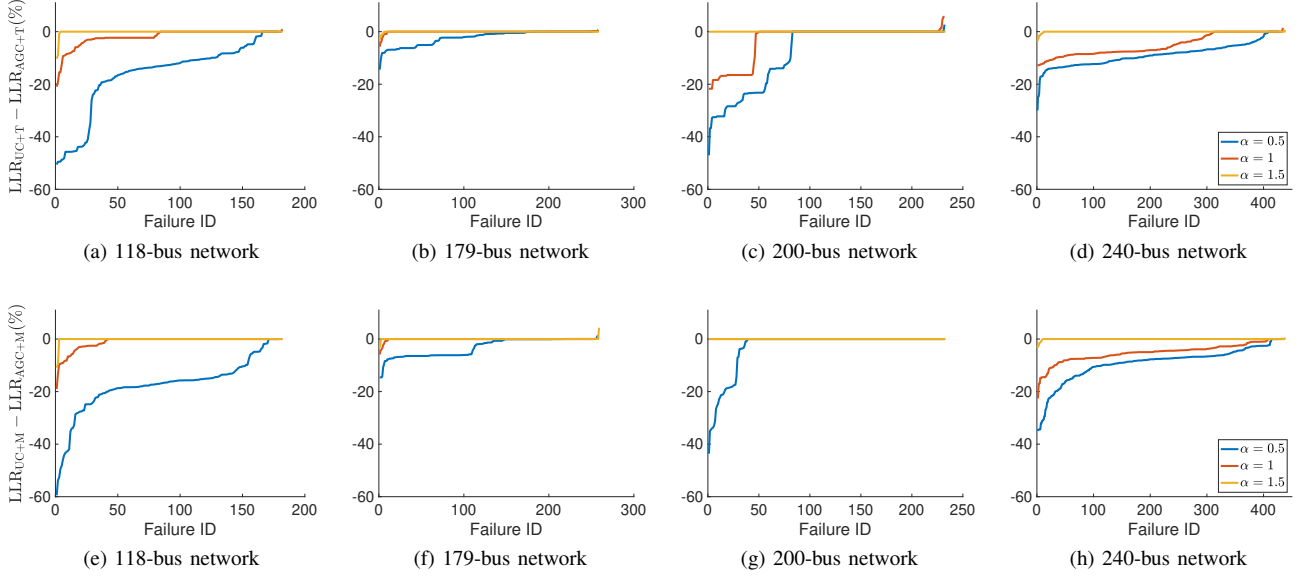 LLR_UC+T − LLR_AGC+T(%)
0
-20
-40
-60
0 50 100 150 200
Failure ID
(a) 118-bus network
0
-20
-40
-60
0 100 200 300
Failure ID
(b) 179-bus network
0
-20
-40
-60
0 50 100 150 200 250
Failure ID
(c) 200-bus network
0
-20
-40
-60
0 100 200 300 400
Failure ID
α = 0.5
α = 1
α = 1.5
(d) 240-bus network
LLR_UC+M − LLR_AGC+M(%)
0
-20
-40
-60
0 50 100 150 200
Failure ID
(e) 118-bus network
0
-20
-40
-60
0 100 200 300
Failure ID
(f) 179-bus network
0
-20
-40
-60
0 50 100 150 200 250
Failure ID
(g) 200-bus network
0
-20
-40
-60
0 100 200 300 400
Failure ID
α = 0.5
α = 1
α = 1.5
(h) 240-bus network